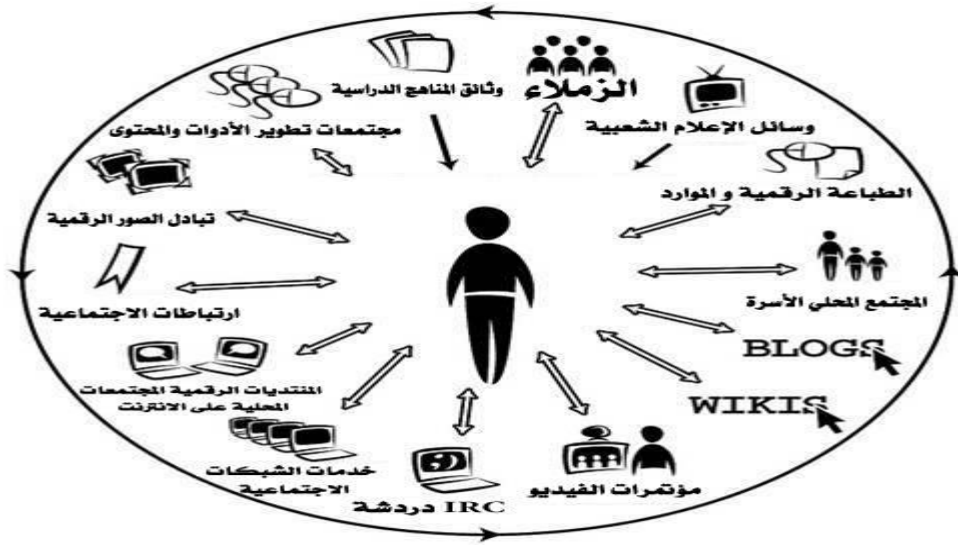 الزملاء
وسائل الإعلام الشعبية
الطباعة الرقمية و الموارد
المجتمع المحلي الأسرة
BLOGS
WIKIS
مؤتمرات الفيديو
IRC دردشة
خدمات الشبكات
الاجتماعية
المنتديات الرقمية المجتمعات
المحلية على الانترنت
ارتباطات الاجتماعية
تبادل الصور الرقمية
مجتمعات تطوير الأدوات والمحتوى
وثائق المناهج الدراسية